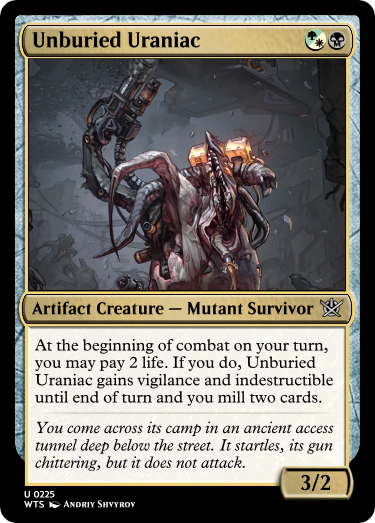 Unburied Uraniac
Artifact Creature — Mutant Survivor
At the beginning of combat on your turn,
you may pay 2 life. If you do, Unburied
Uraniac gains vigilance and indestructible
until end of turn and you mill two cards.
You come across its camp in an ancient access
tunnel deep below the street. It startles, its gun
chittering, but it does not attack.
3/2
U 0225
WTS Andriy Shvyrov